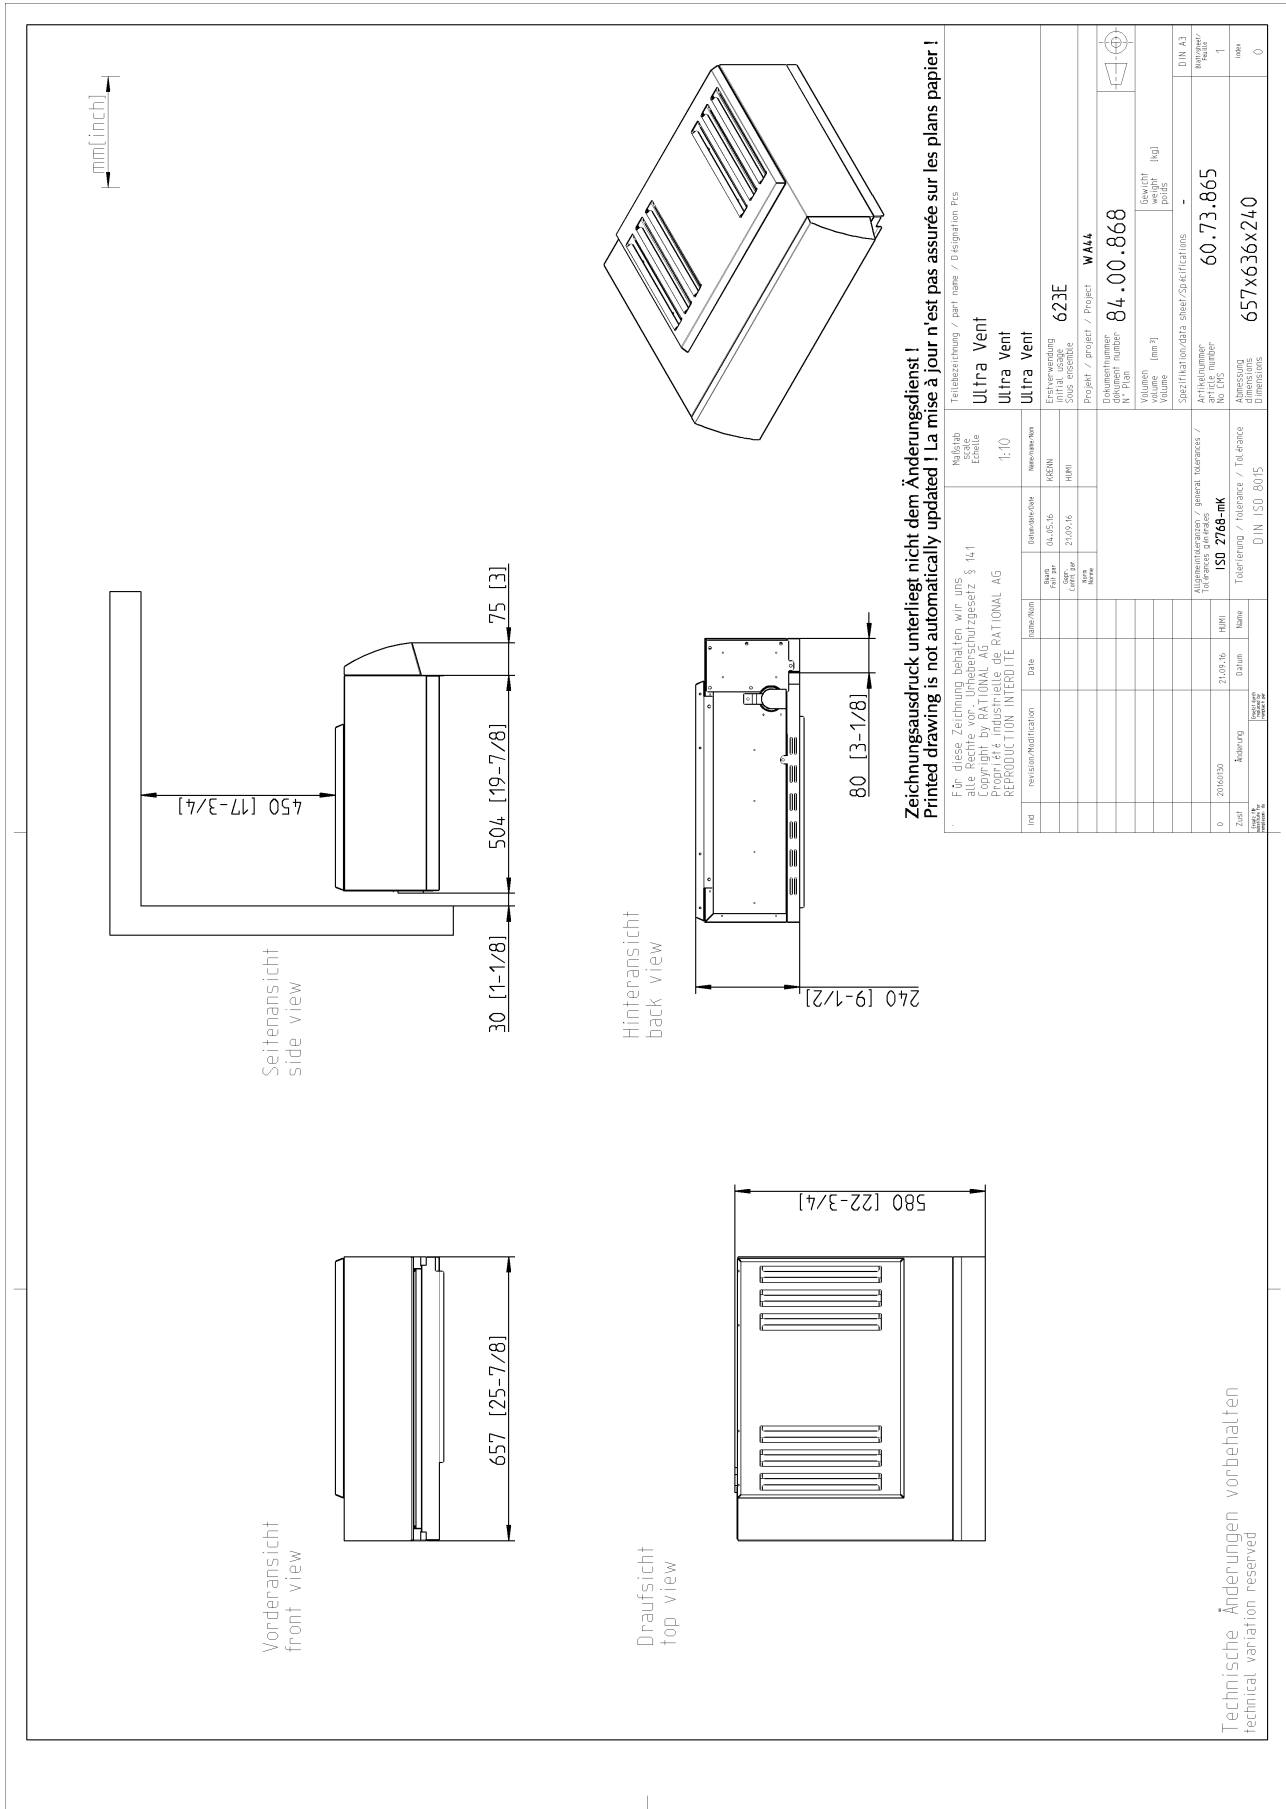 mm[inch]
Seitenansicht
side view
450 [17-3/4]
30 [1-1/8]
504 [19-7/8]
75 [3]
Vorderansicht
front view
657 [25-7/8]
Hinteransicht
back view
240 [9-1/2]
80 [3-1/8]
Draufsicht
top view
580 [22-3/4]
Technische Änderungen vorbehalten
technical variation reserved
Zeichnungsausdruck unterliegt nicht dem Änderungsdienst !
Printed drawing is not automatically updated ! La mise à jour n'est pas assurée sur les plans papier !
Für diese Zeichnung behalten wir uns
alle Rechte vor. Urheberschutzgesetz § 141
Copyright by RATIONAL AG
Propriété industrielle de RATIONAL AG
REPRODUCTION INTERDITE
Maßstab
scale
Echelle
1:10
Teilebezeichnung / part name / Désignation Pcs
Ultra Vent
Ultra Vent
Ultra Vent
Ind
revision/Modification
Date
name/Nom
Datum/date/Date
Name/name/Nom
04.05.16
KRENN
21.09.16
HUMI
Norm
Norme
Erstverwendung
initial usage
Sous ensemble
623E
Projekt / project / Project
WA44
Dokumentnummer
dokument number
N° Plan
84.00.868
Volumen
volume [mm³]
Volume
Gewicht
weight [kg]
poids
Spezifikation/data sheet/Spécifications
-
DIN A3
Allgemeintoleranzen / general tolerances /
Tolérances générales
ISO 2768-mK
Artikelnummer
article number
No CMS
60.73.865
Blatt/sheet/
Feuille
1
0
20160130
21.09.16
HUMI
Zust
Änderung
Datum
Name
Tolerierung / tolerance / Tolérance
DIN ISO 8015
Abmessung
dimensions
Dimensions
657x636x240
index
0